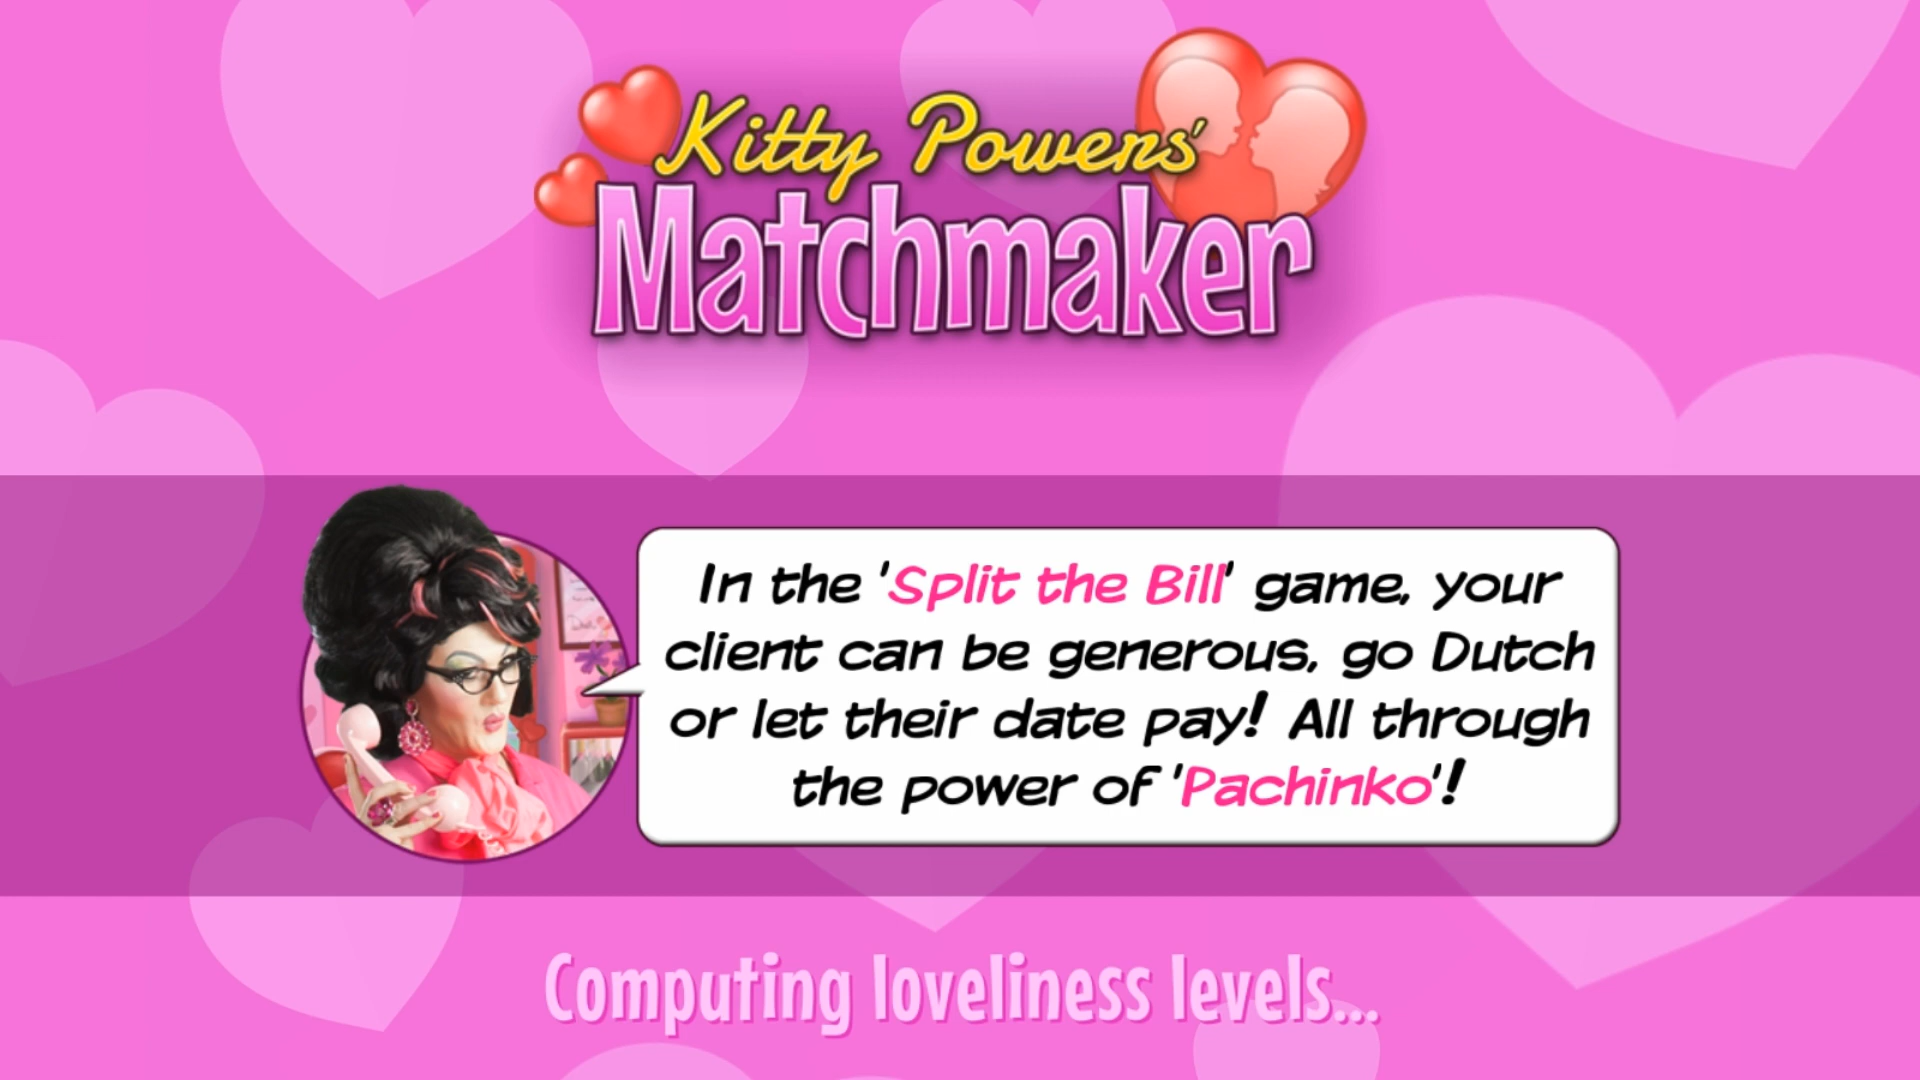 Kitty Powers'
Matchmaker
In the 'Split the Bill' game, your
client can be generous, go Dutch
or let their date pay! All through
the power of 'Pachinko'!
Computing loveliness levels...